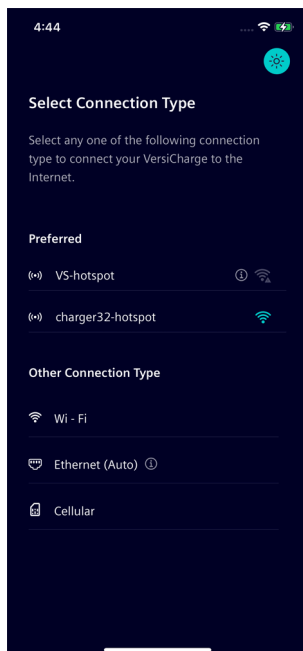 4:44
Select Connection Type
Select any one of the following connection
type to connect your VersiCharge to the
Internet.
Preferred
VS-hotspot
charger32-hotspot
Other Connection Type
Wi - Fi
Ethernet (Auto)
Cellular